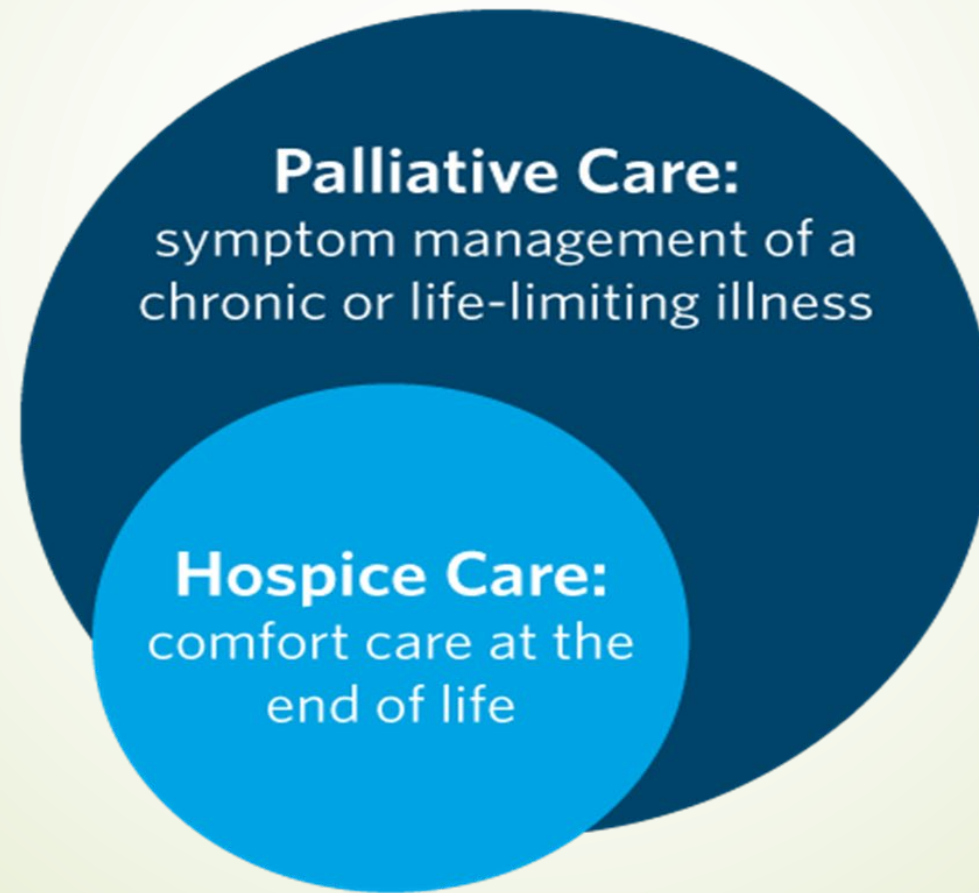 Palliative Care:
symptom management of a
chronic or life-limiting illness
Hospice Care:
comfort care at the
end of life